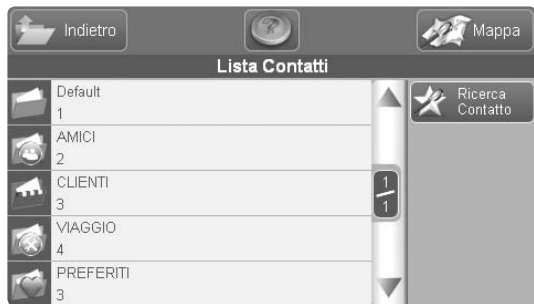 Indietro
?
Mappa
Lista Contatti
Default
1
AMICI
2
CLIENTI
3
VIAGGIO
4
PREFERITI
3
1
1
Ricerca
Contatto